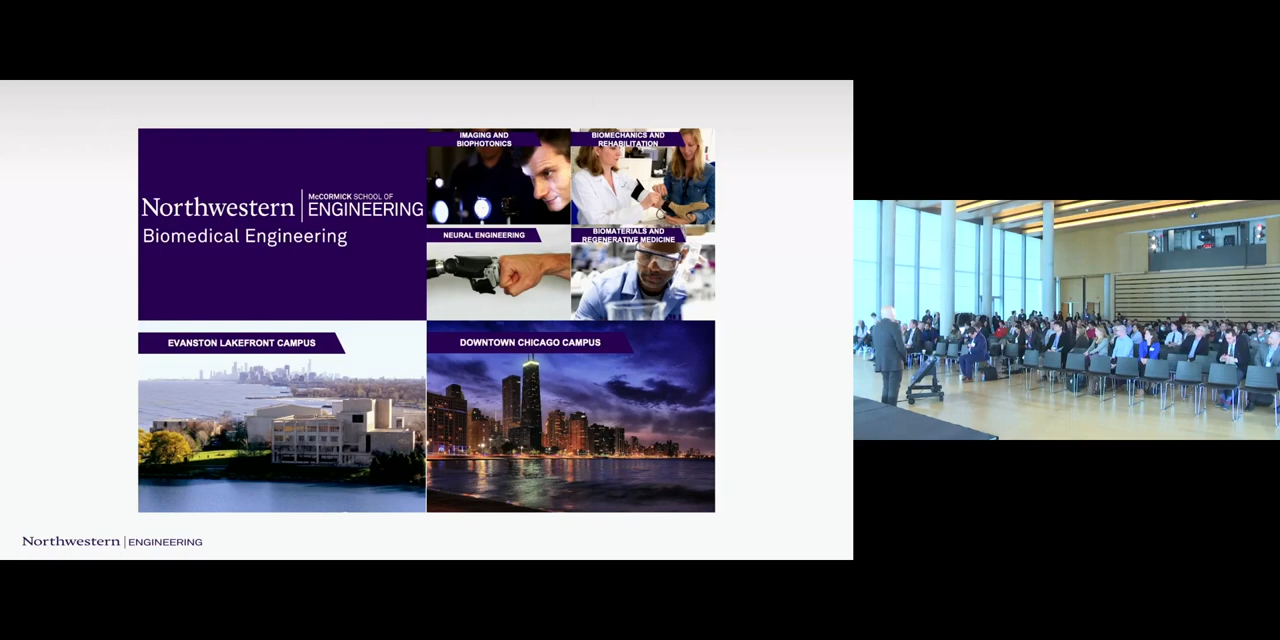 Northwestern
McCORMICK SCHOOL OF
ENGINEERING
Biomedical Engineering
IMAGING AND
BIOPHOTONICS
BIOMECHANICS AND
REHABILITATION
NEURAL ENGINEERING
BIOMATERIALS AND
REGENERATIVE MEDICINE
EVANSTON LAKEFRONT CAMPUS
DOWNTOWN CHICAGO CAMPUS
Northwestern | ENGINEERING